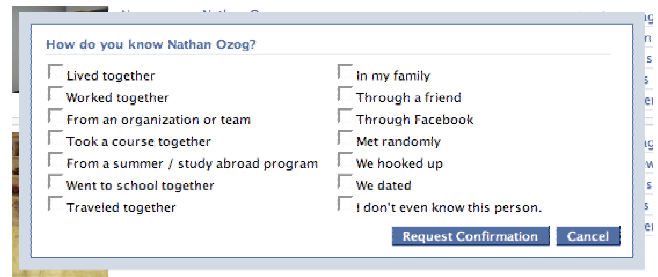 Nathan Ozog
How do you know Nathan Ozog?
Lived together
Worked together
From an organization or team
Took a course together
From a summer / study abroad program
Went to school together
Traveled together
In my family
Through a friend
Through Facebook
Met randomly
We hooked up
We dated
I don't even know this person.
Request Confirmation
Cancel